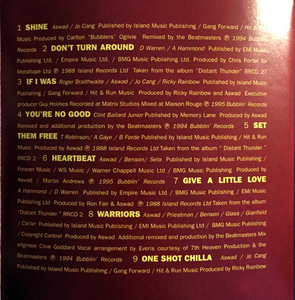 1 SHINE Aswad / Jo Cang / Published by Island Music Publishing / Gang Forward / Hit & Run
Music Produced by Carlton "Bubblers" Ogilvie Remixed by the Beatmasters ℗ 1994 Bubblin'
Records 2 DON'T TURN AROUND D Warren / A Hammond Published by EMI Music
Publishing Ltd. / Empire Music Ltd. / BMG Music Publishing Ltd. Produced by Chris Porter for
Metaltape Ltd ℗ 1988 Island Records Ltd Taken from the album "Distant Thunder" RRCD 27
3 IF I WAS Roger Braithwaite / Aswad / Jo Cang / Ricky Rainbow Published by Island Music
Publishing / Gang Forward / Hit & Run Music Produced by Ricky Rainbow and Aswad Executive
producer Guy Holmes Recorded at Matrix Studios Mixed at Maison Rouge ℗ 1995 Bubblin' Records
4 YOU'RE NO GOOD Clint Ballard Junior Published by Memory Lane Produced by Aswad
Remixed and additional production by the Beatmasters ℗ 1994 Bubblin' Records 5 SET
THEM FREE T Robinson / A Gaye / B Forde Published by Island Music Publishing / Hit & Run
Music Produced by Aswad ℗ 1988 Island Records Ltd Taken from the album "Distant Thunder"
RRCD 2 6 HEARTBEAT Aswad / Benson / Sela Published by Island Music Publishing /
Forever Music / WS Music / Warner Chappell Music Ltd / BMG Music Produced by
Aswad / Marlas Andrews ℗ 1995 Bubblin' Records 7 GIVE A LITTLE LOVE
A Hammond / D Warren Published by Empire Music Ltd / BMG Music Publishing Ltd / EMI Music
Publishing Ltd Produced by Ron Fair & Aswad ℗ 1988 Island Records Ltd Taken from the album
"Distant Thunder" RRCD 2 8 WARRIORS Aswad / Priestman / Benson / Glass / Glanfield
/ Carler Published by Island Music Publishing / EMI Music Publishing Ltd / BMG Music Publishing Ltd
/ Copyright Control Produced by Aswad Additional remixed and production by the Beatmasters Mix
engineer Clive Goddard Vocal arrangement by Everis courtesy of 7th Heaven Production & the
Beatmasters ℗ 1994 Bubblin' Records 9 ONE SHOT CHILLA Aswad / Jo Cang
Published by Island Music Publishing / Gang Forward / Hit & Run Music Produced by Ricky Rainbow